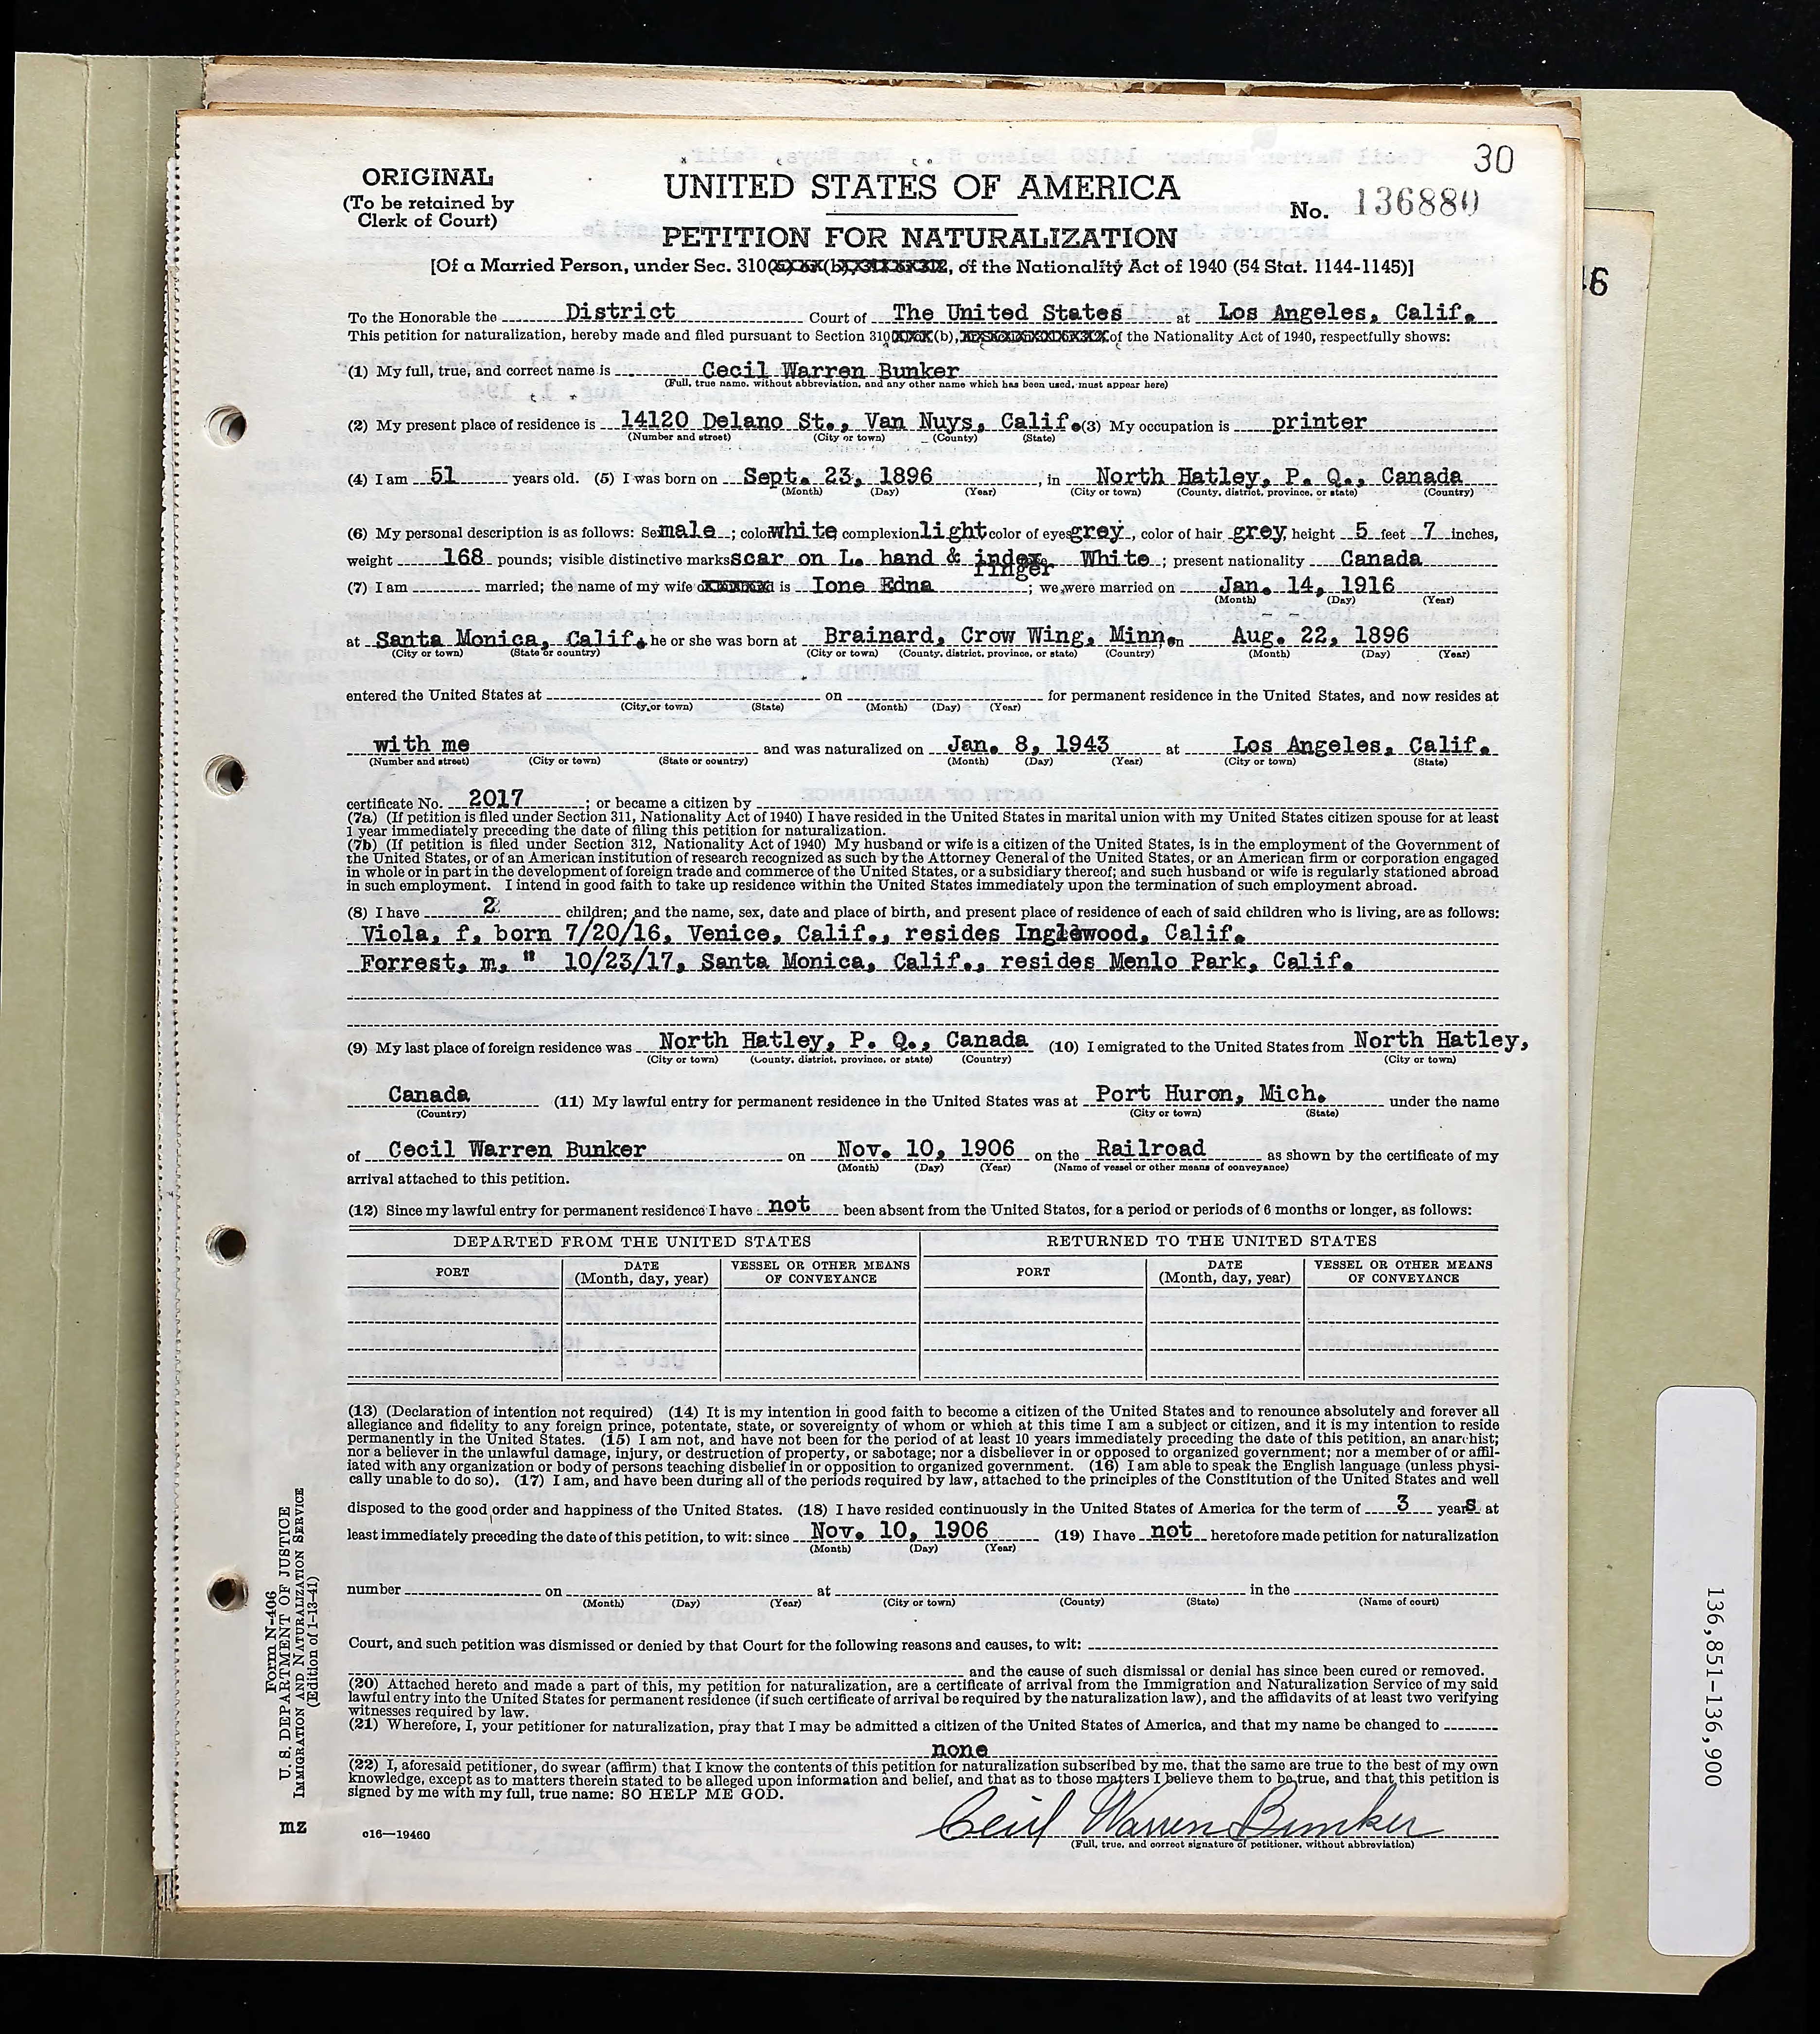 30
ORIGINAL
(To be retained by
Clerk of Court)
UNITED STATES OF AMERICA
No. 136880
PETITION FOR NATURALIZATION
[Of a Married Person, under Sec. 310 (b), of the Nationality Act of 1940 (54 Stat. 1144-1145)]
To the Honorable the District Court of The United States at Los Angeles, Calif.
This petition for naturalization, hereby made and filed pursuant to Section 310 (b), of the Nationality Act of 1940, respectfully shows:
(1) My full, true, and correct name is Cecil Warren Bunker
(Full, true name, without abbreviation, and any other name which has been used, must appear here)
(2) My present place of residence is 14120 Delano St., Van Nuys, Calif. (3) My occupation is printer
(Number and street) (City or town) (County) (State)
(4) I am 51 years old. (5) I was born on Sept. 23, 1896, in North Hatley, P. Q., Canada
(Month) (Day) (Year) (City or town) (County, district, province, or state) (Country)
(6) My personal description is as follows: Sex male; color white complexion light color of eyes grey, color of hair grey, height 5 feet 7 inches,
weight 168 pounds; visible distinctive marks scar on L. hand & index White; present nationality Canada
finger
(7) I am married; the name of my wife is Ione Edna; we were married on Jan. 14, 1916
(Month) (Day) (Year)
at Santa Monica, Calif. he or she was born at Brainard, Crow Wing, Minn. on Aug. 22, 1896
(City or town) (State or country) (City or town) (County, district, province, or state) (Country) (Month) (Day) (Year)
entered the United States at on for permanent residence in the United States, and now resides at
(City or town) (State) (Month) (Day) (Year)
with me and was naturalized on Jan. 8, 1943 at Los Angeles, Calif.
(Number and street) (City or town) (State or country) (Month) (Day) (Year) (City or town) (State)
certificate No. 2017; or became a citizen by
(7a) (If petition is filed under Section 311, Nationality Act of 1940) I have resided in the United States in marital union with my United States citizen spouse for at least
1 year immediately preceding the date of filing this petition for naturalization.
(7b) (If petition is filed under Section 312, Nationality Act of 1940) My husband or wife is a citizen of the United States, is in the employment of the Government of
the United States, or of an American institution of research recognized as such by the Attorney General of the United States, or an American firm or corporation engaged
in whole or in part in the development of foreign trade and commerce of the United States, or a subsidiary thereof; and such husband or wife is regularly stationed abroad
in such employment. I intend in good faith to take up residence within the United States immediately upon the termination of such employment abroad.
(8) I have 2 children; and the name, sex, date and place of birth, and present place of residence of each of said children who is living, are as follows:
Viola, f. born 7/20/16, Venice, Calif., resides Inglewood, Calif.
Forrest, m. " 10/23/17, Santa Monica, Calif., resides Menlo Park, Calif.
(9) My last place of foreign residence was North Hatley, P. Q., Canada (10) I emigrated to the United States from North Hatley,
(City or town) (County, district, province, or state) (Country) (City or town)
Canada (11) My lawful entry for permanent residence in the United States was at Port Huron, Mich. under the name
(Country) (City or town) (State)
of Cecil Warren Bunker on Nov. 10, 1906 on the Railroad as shown by the certificate of my
(Month) (Day) (Year) (Name of vessel or other means of conveyance)
arrival attached to this petition.
(12) Since my lawful entry for permanent residence I have not been absent from the United States, for a period or periods of 6 months or longer, as follows:
DEPARTED FROM THE UNITED STATES RETURNED TO THE UNITED STATES
PORT DATE (Month, day, year) VESSEL OR OTHER MEANS OF CONVEYANCE PORT DATE (Month, day, year) VESSEL OR OTHER MEANS OF CONVEYANCE
(13) (Declaration of intention not required) (14) It is my intention in good faith to become a citizen of the United States and to renounce absolutely and forever all
allegiance and fidelity to any foreign prince, potentate, state, or sovereignty of whom or which at this time I am a subject or citizen, and it is my intention to reside
permanently in the United States. (15) I am not, and have not been for the period of at least 10 years immediately preceding the date of this petition, an anarchist;
nor a believer in the unlawful damage, injury, or destruction of property, or sabotage; nor a disbeliever in or opposed to organized government; nor a member of or affil-
iated with any organization or body of persons teaching disbelief in or opposition to organized government. (16) I am able to speak the English language (unless physi-
cally unable to do so). (17) I am, and have been during all of the periods required by law, attached to the principles of the Constitution of the United States and well
disposed to the good order and happiness of the United States. (18) I have resided continuously in the United States of America for the term of 3 years at
least immediately preceding the date of this petition, to wit: since Nov. 10, 1906 (19) I have not heretofore made petition for naturalization
(Month) (Day) (Year)
number on at in the
(Month) (Day) (Year) (City or town) (County) (State) (Name of court)
Court, and such petition was dismissed or denied by that Court for the following reasons and causes, to wit:
and the cause of such dismissal or denial has since been cured or removed.
(20) Attached hereto and made a part of this, my petition for naturalization, are a certificate of arrival from the Immigration and Naturalization Service of my said
lawful entry into the United States for permanent residence (if such certificate of arrival be required by the naturalization law), and the affidavits of at least two verifying
witnesses required by law.
(21) Wherefore, I, your petitioner for naturalization, pray that I may be admitted a citizen of the United States of America, and that my name be changed to
none
(22) I, aforesaid petitioner, do swear (affirm) that I know the contents of this petition for naturalization subscribed by me, that the same are true to the best of my own
knowledge, except as to matters therein stated to be alleged upon information and belief, and that as to those matters I believe them to be true, and that this petition is
signed by me with my full, true name: SO HELP ME GOD.
Cecil Warren Bunker
(Full, true, and correct signature of petitioner, without abbreviation)
mz
c16—19460
Form N-406
U. S. DEPARTMENT OF JUSTICE
IMMIGRATION AND NATURALIZATION SERVICE
(Edition of 1-13-41)
6
136,851-136,900